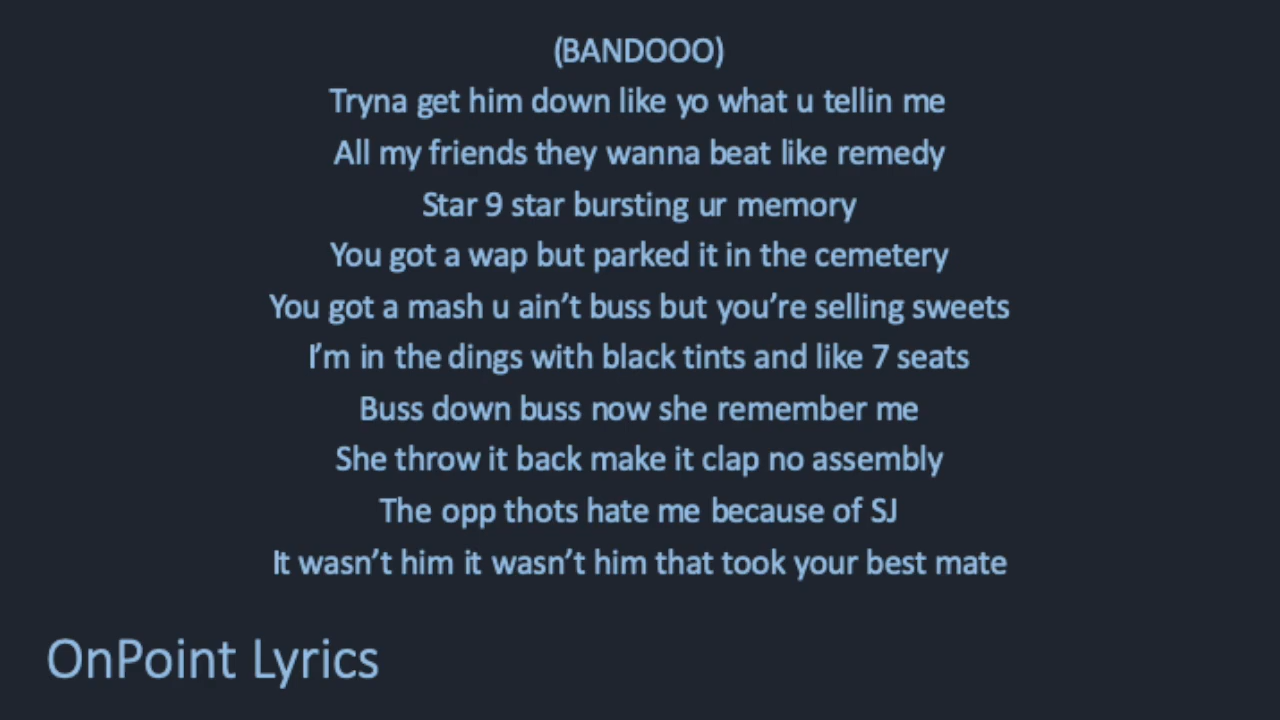 (BANDOOO)
Tryna get him down like yo what u tellin me
All my friends they wanna beat like remedy
Star 9 star bursting ur memory
You got a wap but parked it in the cemetery
You got a mash u ain’t buss but you’re selling sweets
I’m in the dings with black tints and like 7 seats
Buss down buss now she remember me
She throw it back make it clap no assembly
The opp thots hate me because of SJ
It wasn’t him it wasn’t him that took your best mate
OnPoint Lyrics